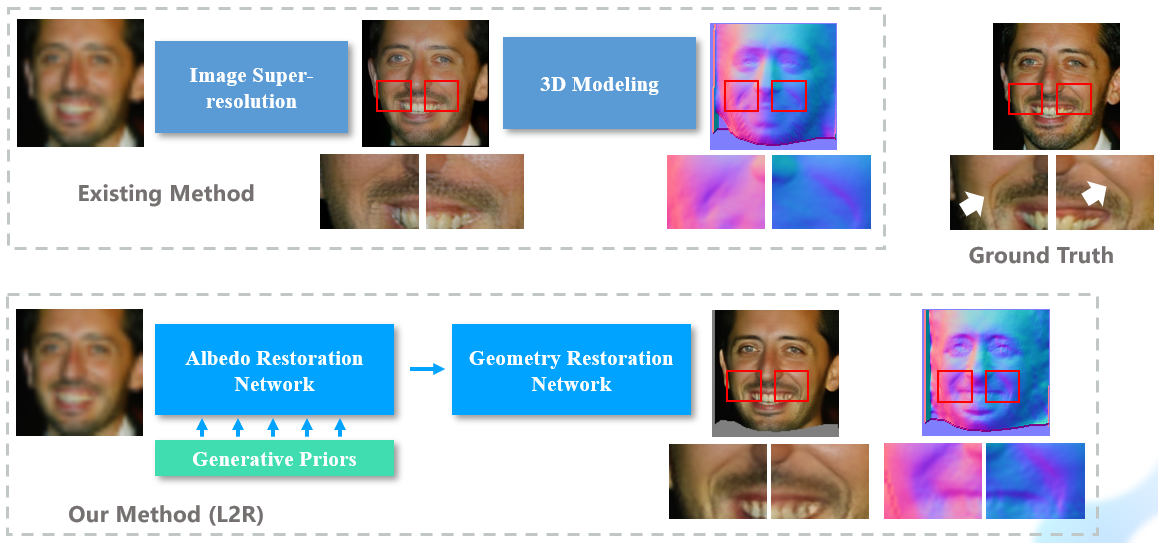 Image Super-
resolution
3D Modeling
Existing Method
Ground Truth
Albedo Restoration
Network
Geometry Restoration
Network
Generative Priors
Our Method (L2R)